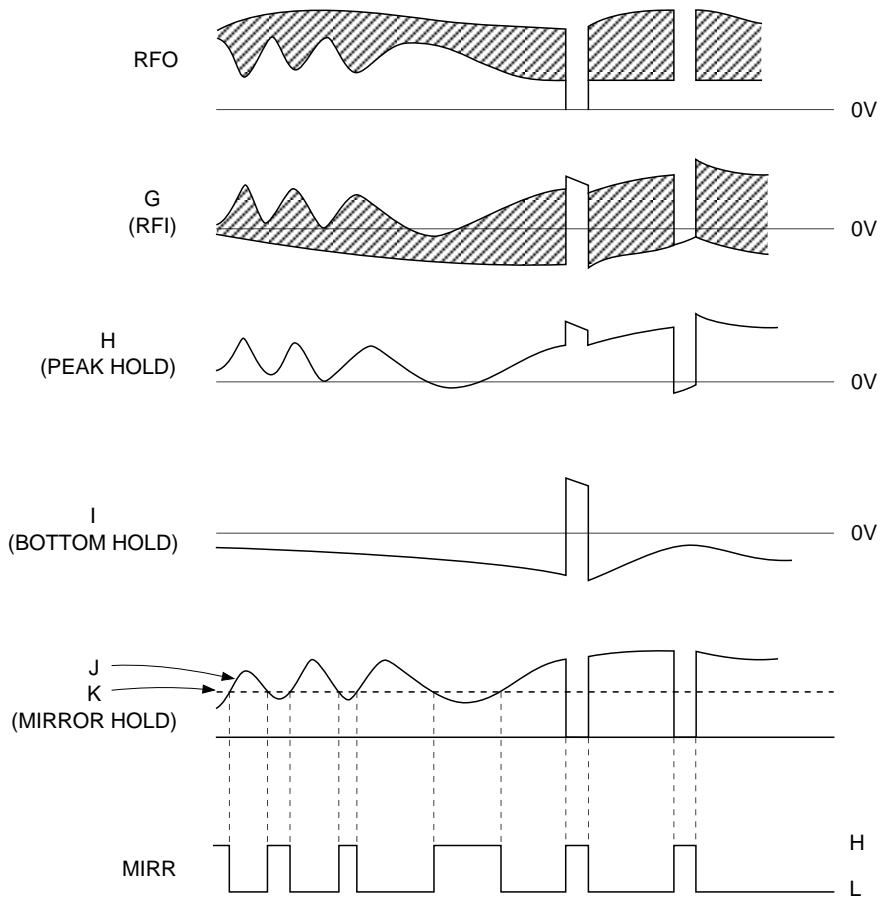 RFO
0V
G
(RFI)
0V
H
(PEAK HOLD)
0V
I
(BOTTOM HOLD)
0V
J
K
(MIRROR HOLD)
H
MIRR
L